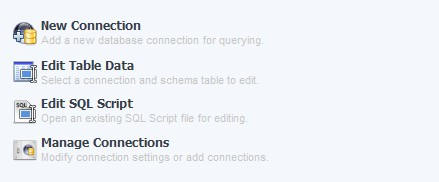 New Connection
Add a new database connection for querying.
Edit Table Data
Select a connection and schema table to edit.
SQL
Edit SQL Script
Open an existing SQL Script file for editing.
Manage Connections
Modify connection settings or add connections.